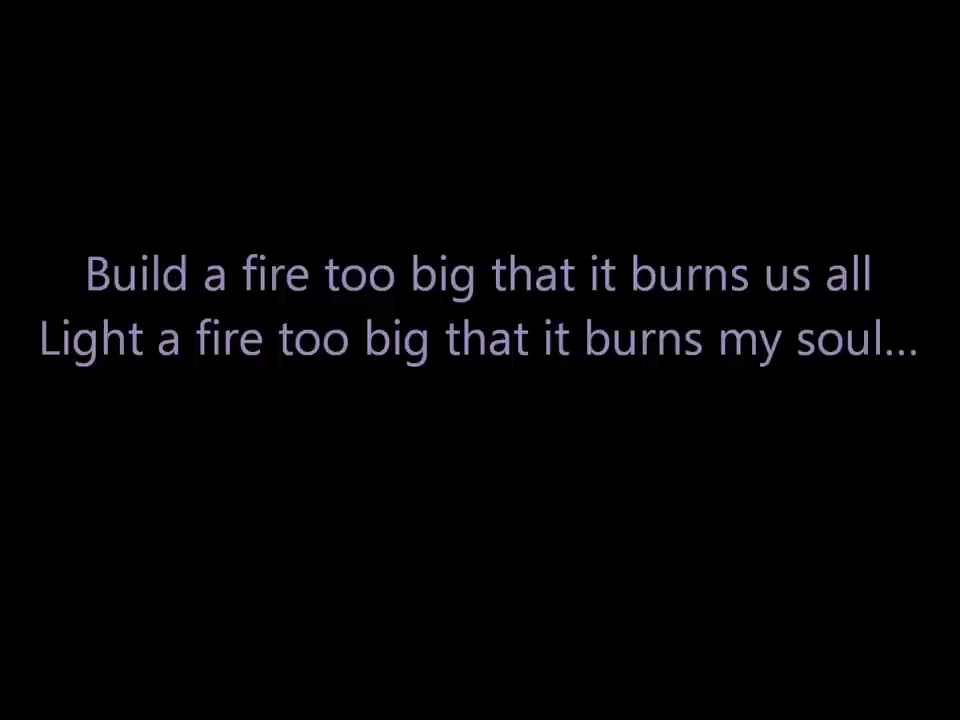 Build a fire too big that it burns us all
Light a fire too big that it burns my soul...